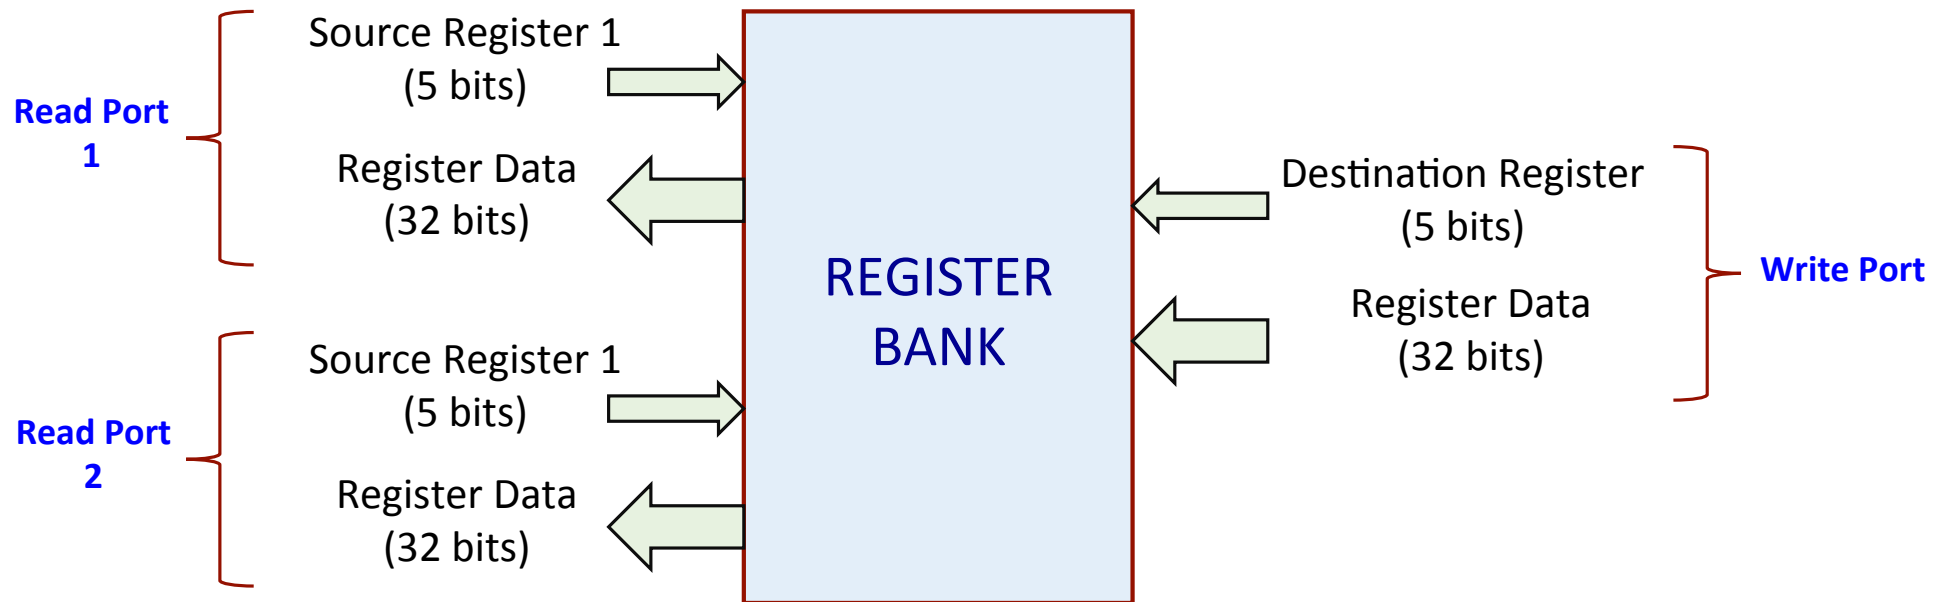 Read Port
1
Source Register 1
(5 bits)
Register Data
(32 bits)
Read Port
2
Source Register 1
(5 bits)
Register Data
(32 bits)
REGISTER
BANK
Destination Register
(5 bits)
Register Data
(32 bits)
Write Port